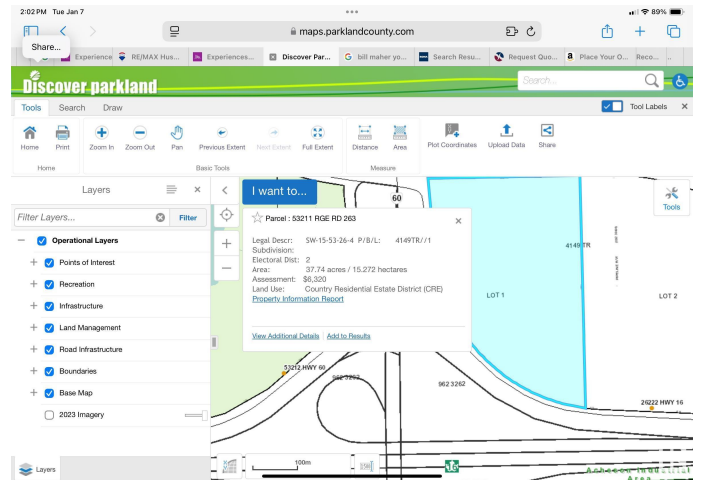 2:02 PM Tue Jan 7
89%
maps.parklandcounty.com
Share...
Experience
RE/MAX Hus...
Experiences...
Discover Par...
bill maher yo...
Search Resu...
Request Quo...
Place Your O...
Reco...
Discover parkland
Search...
Tools Search Draw
Tool Labels
Home Print Zoom In Zoom Out Pan Previous Extent Next Extent Full Extent Distance Area Plot Coordinates Upload Data Share
Home Basic Tools Measure
Layers
Filter Layers...
Filter
Operational Layers
Points of Interest
Recreation
Infrastructure
Land Management
Road Infrastructure
Boundaries
Base Map
2023 Imagery
Layers
I want to...
60
Tools
Parcel : 53211 RGE RD 263
Legal Descr: SW-15-53-26-4 P/B/L: 4149TR//1
Subdivision:
Electoral Dist: 2
Area: 37.74 acres / 15.272 hectares
Assessment: $6,320
Land Use: Country Residential Estate District (CRE)
Property Information Report
View Additional Details Add to Results
4149 TR
LOT 1
LOT 2
53212 HWY 60
962 3262
962 3262
26222 HWY 16
100m
Acheson Industrial
Area